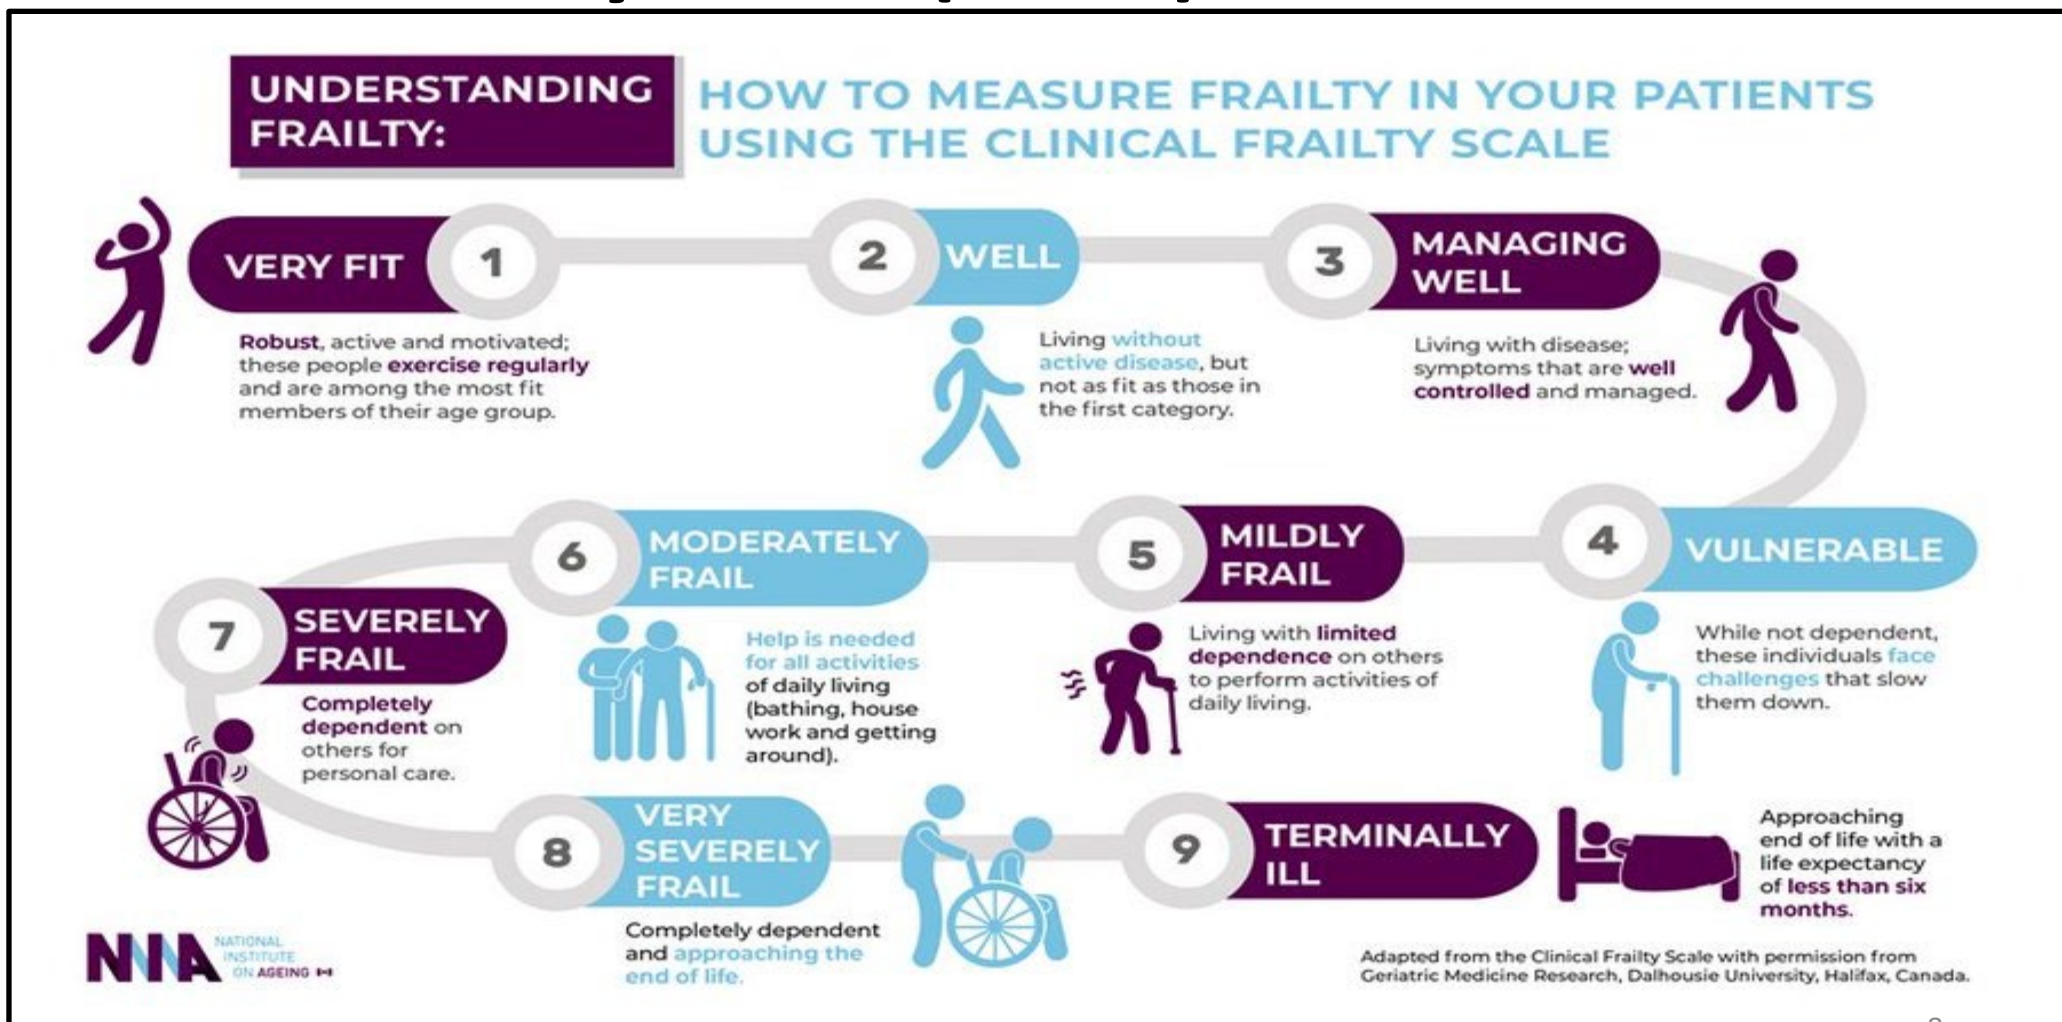 UNDERSTANDING
FRAILTY:
HOW TO MEASURE FRAILTY IN YOUR PATIENTS
USING THE CLINICAL FRAILTY SCALE
VERY FIT
1
Robust, active and motivated;
these people exercise regularly
and are among the most fit
members of their age group.
2
WELL
Living without
active disease, but
not as fit as those in
the first category.
3
MANAGING
WELL
Living with disease;
symptoms that are well
controlled and managed.
4
VULNERABLE
While not dependent,
these individuals face
challenges that slow
them down.
5
MILDLY
FRAIL
Living with limited
dependence on others
to perform activities of
daily living.
6
MODERATELY
FRAIL
Help is needed
for all activities
of daily living
(bathing, house
work and getting
around).
7
SEVERELY
FRAIL
Completely
dependent on
others for
personal care.
8
VERY
SEVERELY
FRAIL
Completely dependent
and approaching the
end of life.
9
TERMINALLY
ILL
Approaching
end of life with a
life expectancy
of less than six
months.
NIA NATIONAL
INSTITUTE
ON AGEING
Adapted from the Clinical Frailty Scale with permission from
Geriatric Medicine Research, Dalhousie University, Halifax, Canada.